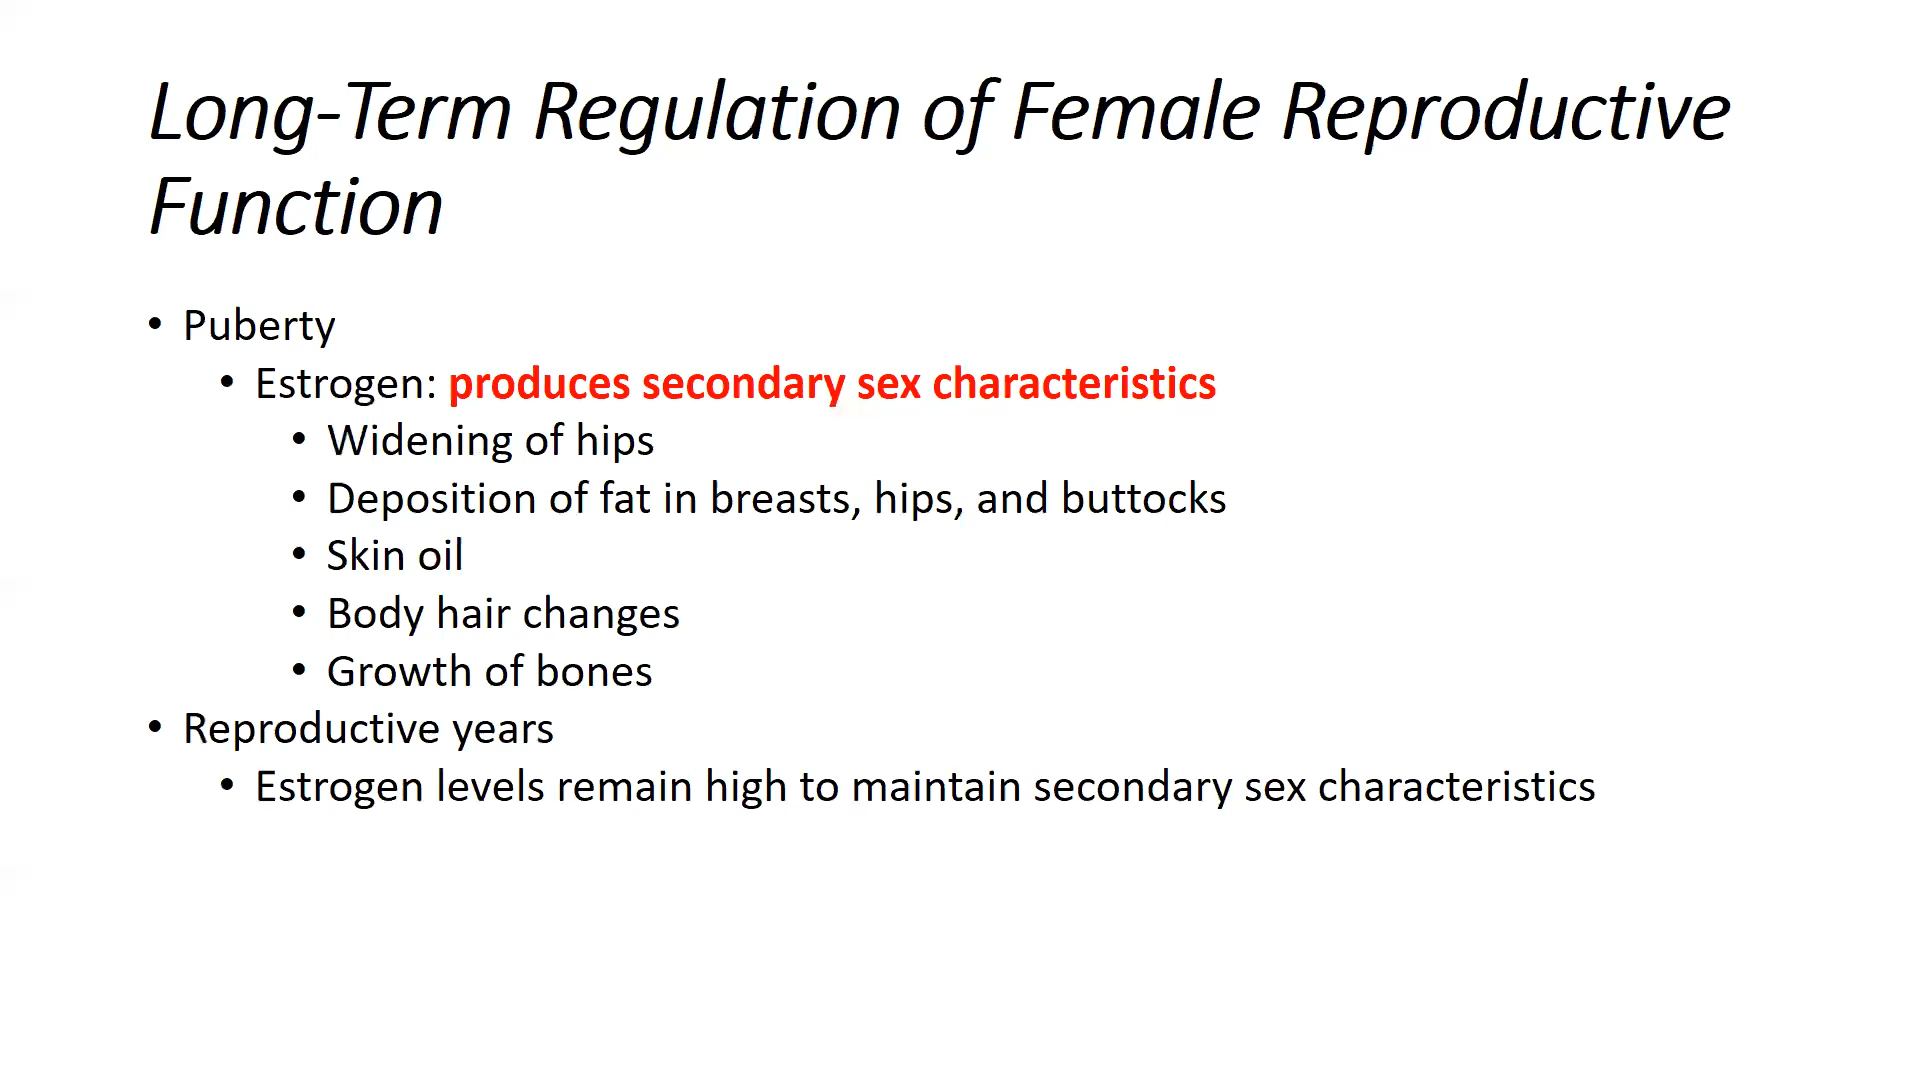 Long-Term Regulation of Female Reproductive
Function
• Puberty
• Estrogen: produces secondary sex characteristics
• Widening of hips
• Deposition of fat in breasts, hips, and buttocks
• Skin oil
• Body hair changes
• Growth of bones
• Reproductive years
• Estrogen levels remain high to maintain secondary sex characteristics